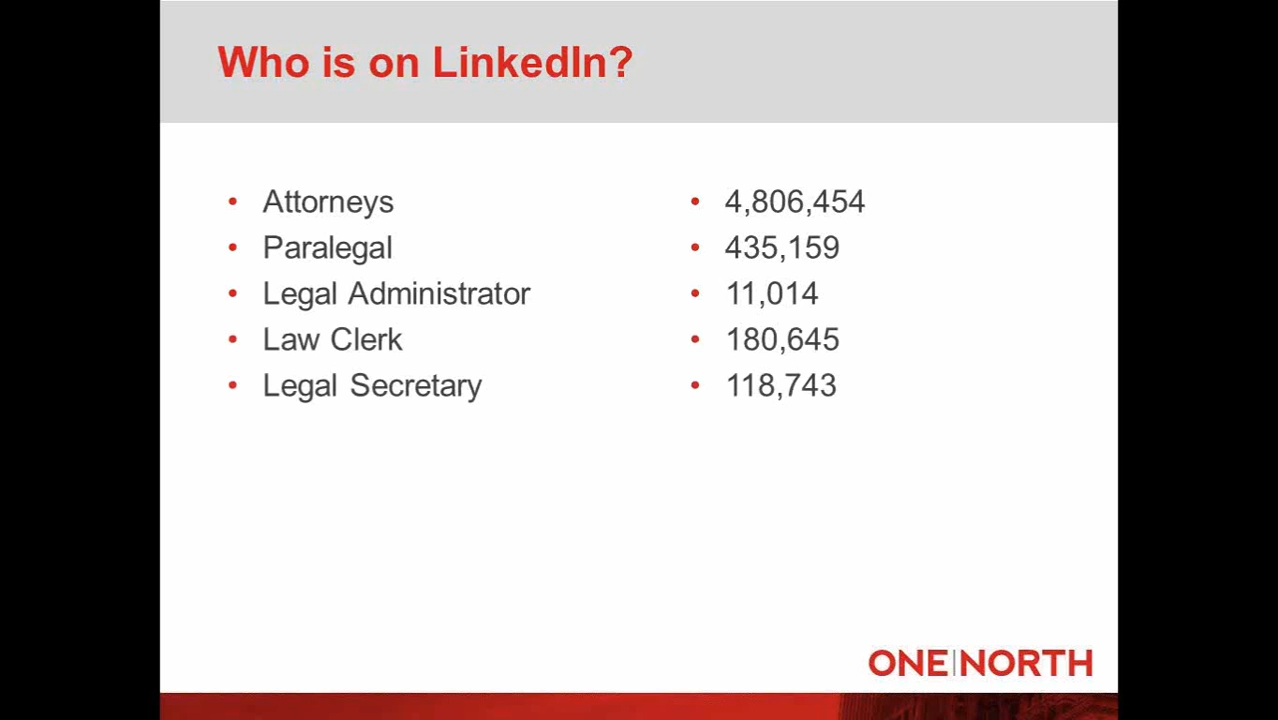 Who is on LinkedIn?
• Attorneys • 4,806,454
• Paralegal • 435,159
• Legal Administrator • 11,014
• Law Clerk • 180,645
• Legal Secretary • 118,743
ONE|NORTH